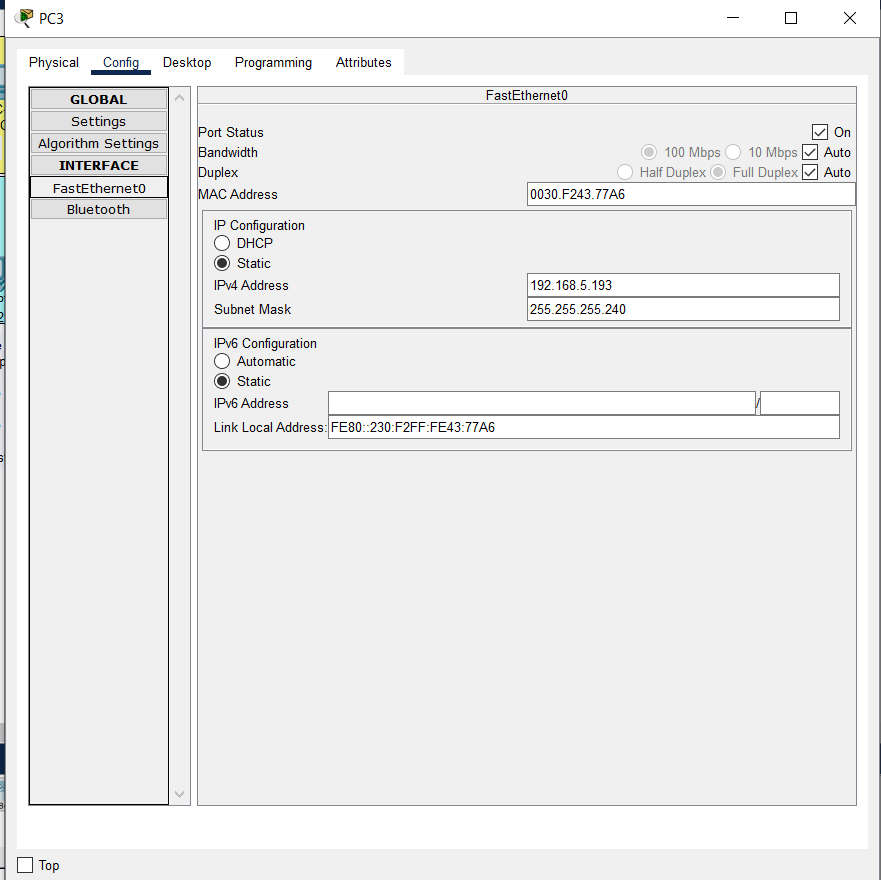 PC3
Physical Config Desktop Programming Attributes
GLOBAL
Settings
Algorithm Settings
INTERFACE
FastEthernet0
Bluetooth
FastEthernet0
Port Status On
Bandwidth 100 Mbps 10 Mbps Auto
Duplex Half Duplex Full Duplex Auto
MAC Address 0030.F243.77A6
IP Configuration
DHCP
Static
IPv4 Address 192.168.5.193
Subnet Mask 255.255.255.240
IPv6 Configuration
Automatic
Static
IPv6 Address /
Link Local Address: FE80::230:F2FF:FE43:77A6
Top